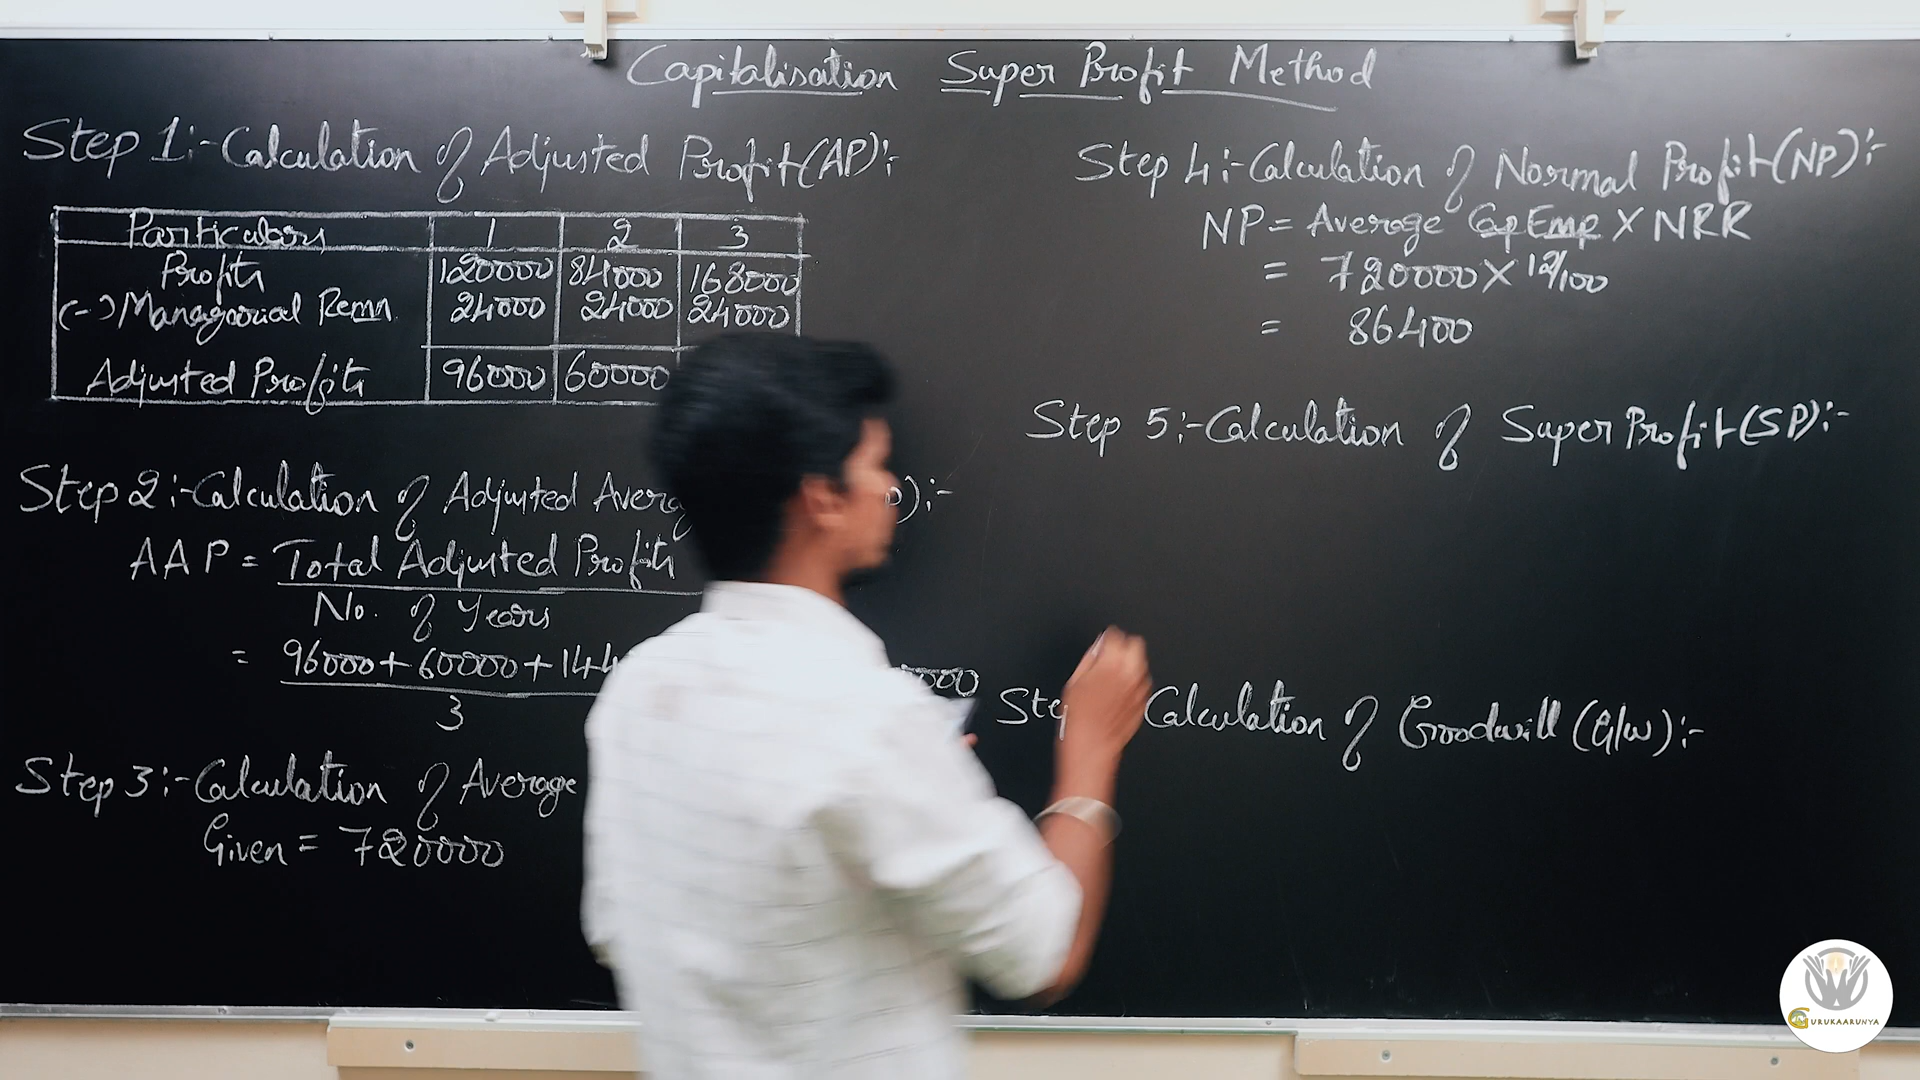 Capitalisation Super Profit Method
Step 1:- Calculation of Adjusted Profit (AP):-
Particulars 1 2 3
Profits 120000 84000 168000
(-) Managarial Remn. 24000 24000 24000
Adjusted Profits 96000 60000
Step 2:- Calculation of Adjusted :-
AAP = Total Adjusted Profits
No. of Years
= 96000 + 60000 +
3
Step 3:- Calculation of Average
Given = 720000
Step 4:- Calculation of Normal Profit (NP):-
NP = Average Cap Emp X NRR
= 720000 X 12/100
= 86400
Step 5:- Calculation of Super Profit (SP):-
Calculation of Goodwill (G/W):-
GURUKAARUNYA